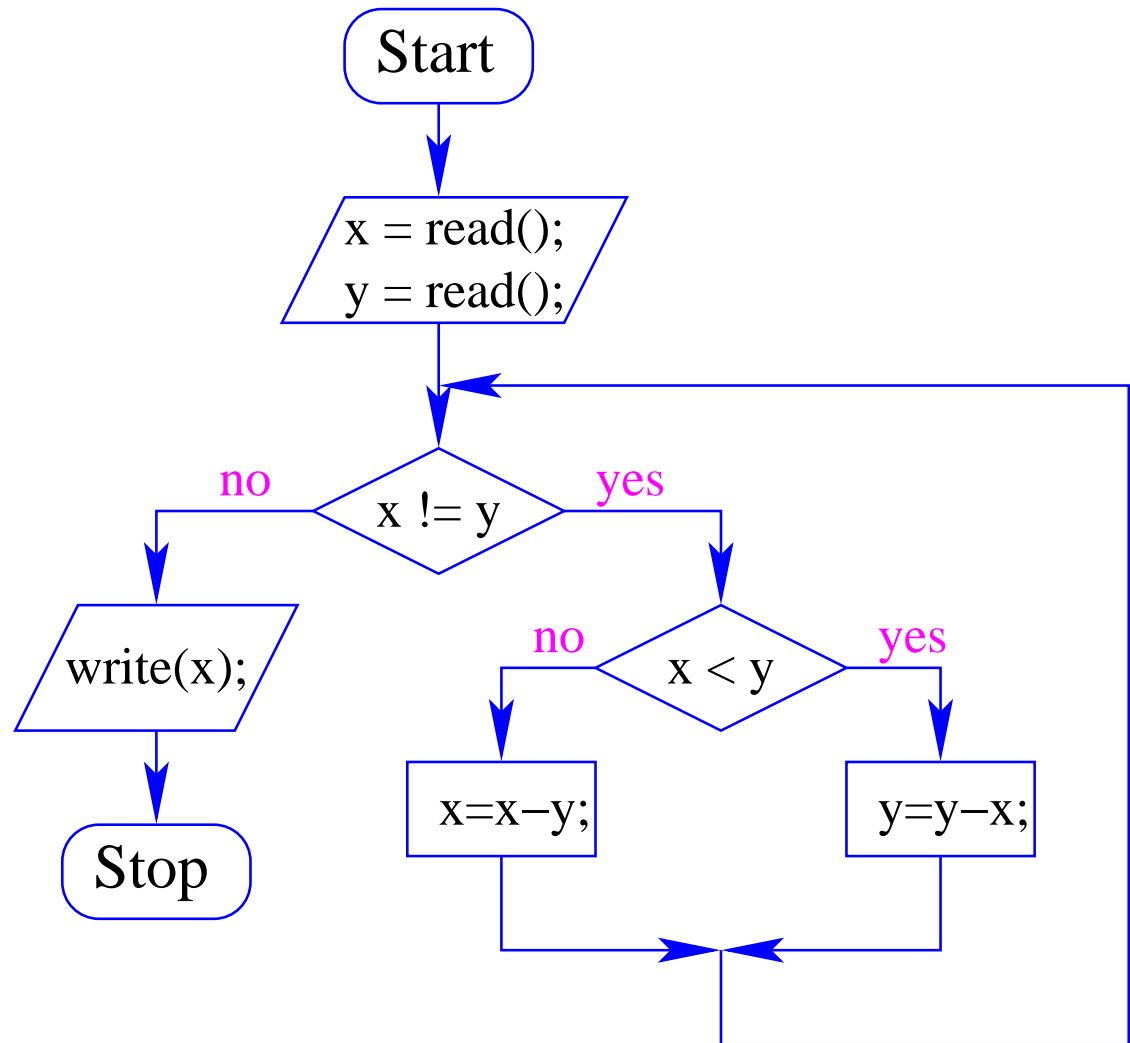 Start
x = read();
y = read();
no
yes
x != y
no
yes
write(x);
x < y
x=x−y;
y=y−x;
Stop